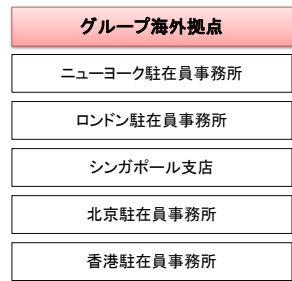 グループ海外拠点
ニューヨーク駐在員事務所
ロンドン駐在員事務所
シンガポール支店
北京駐在員事務所
香港駐在員事務所